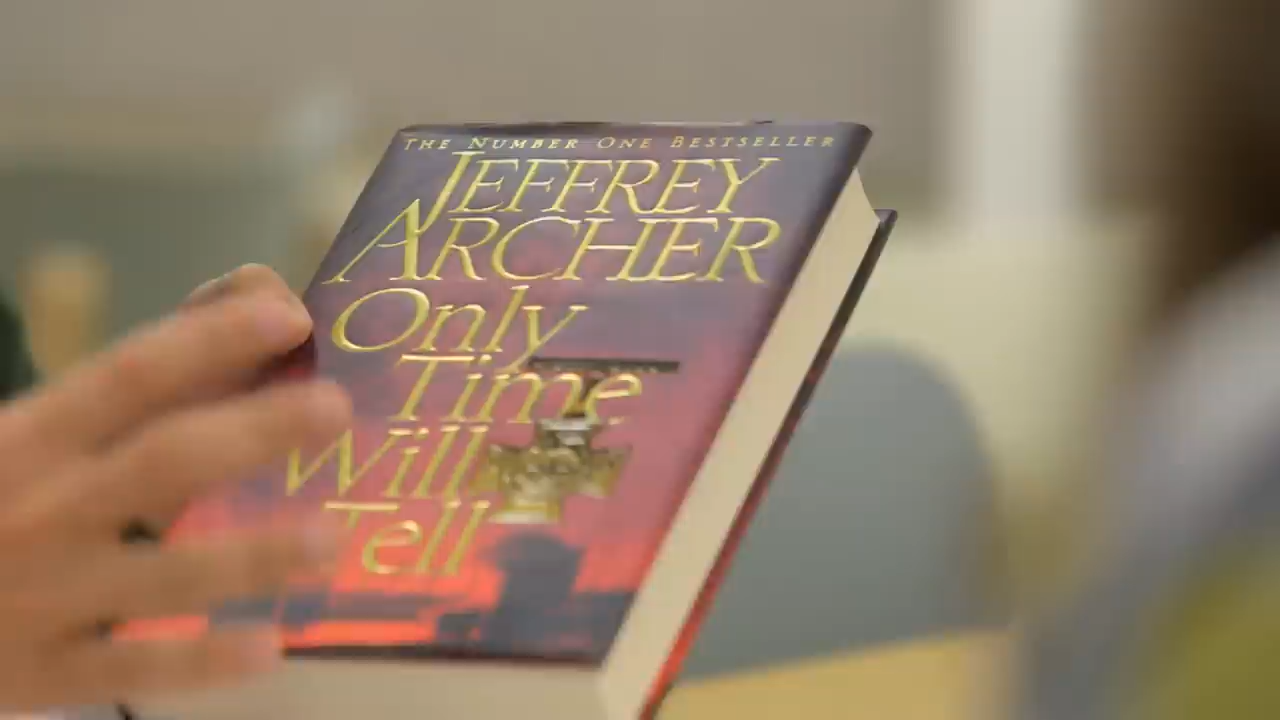 THE NUMBER ONE BESTSELLER
JEFFREY
ARCHER
Only
Time
Will
Tell